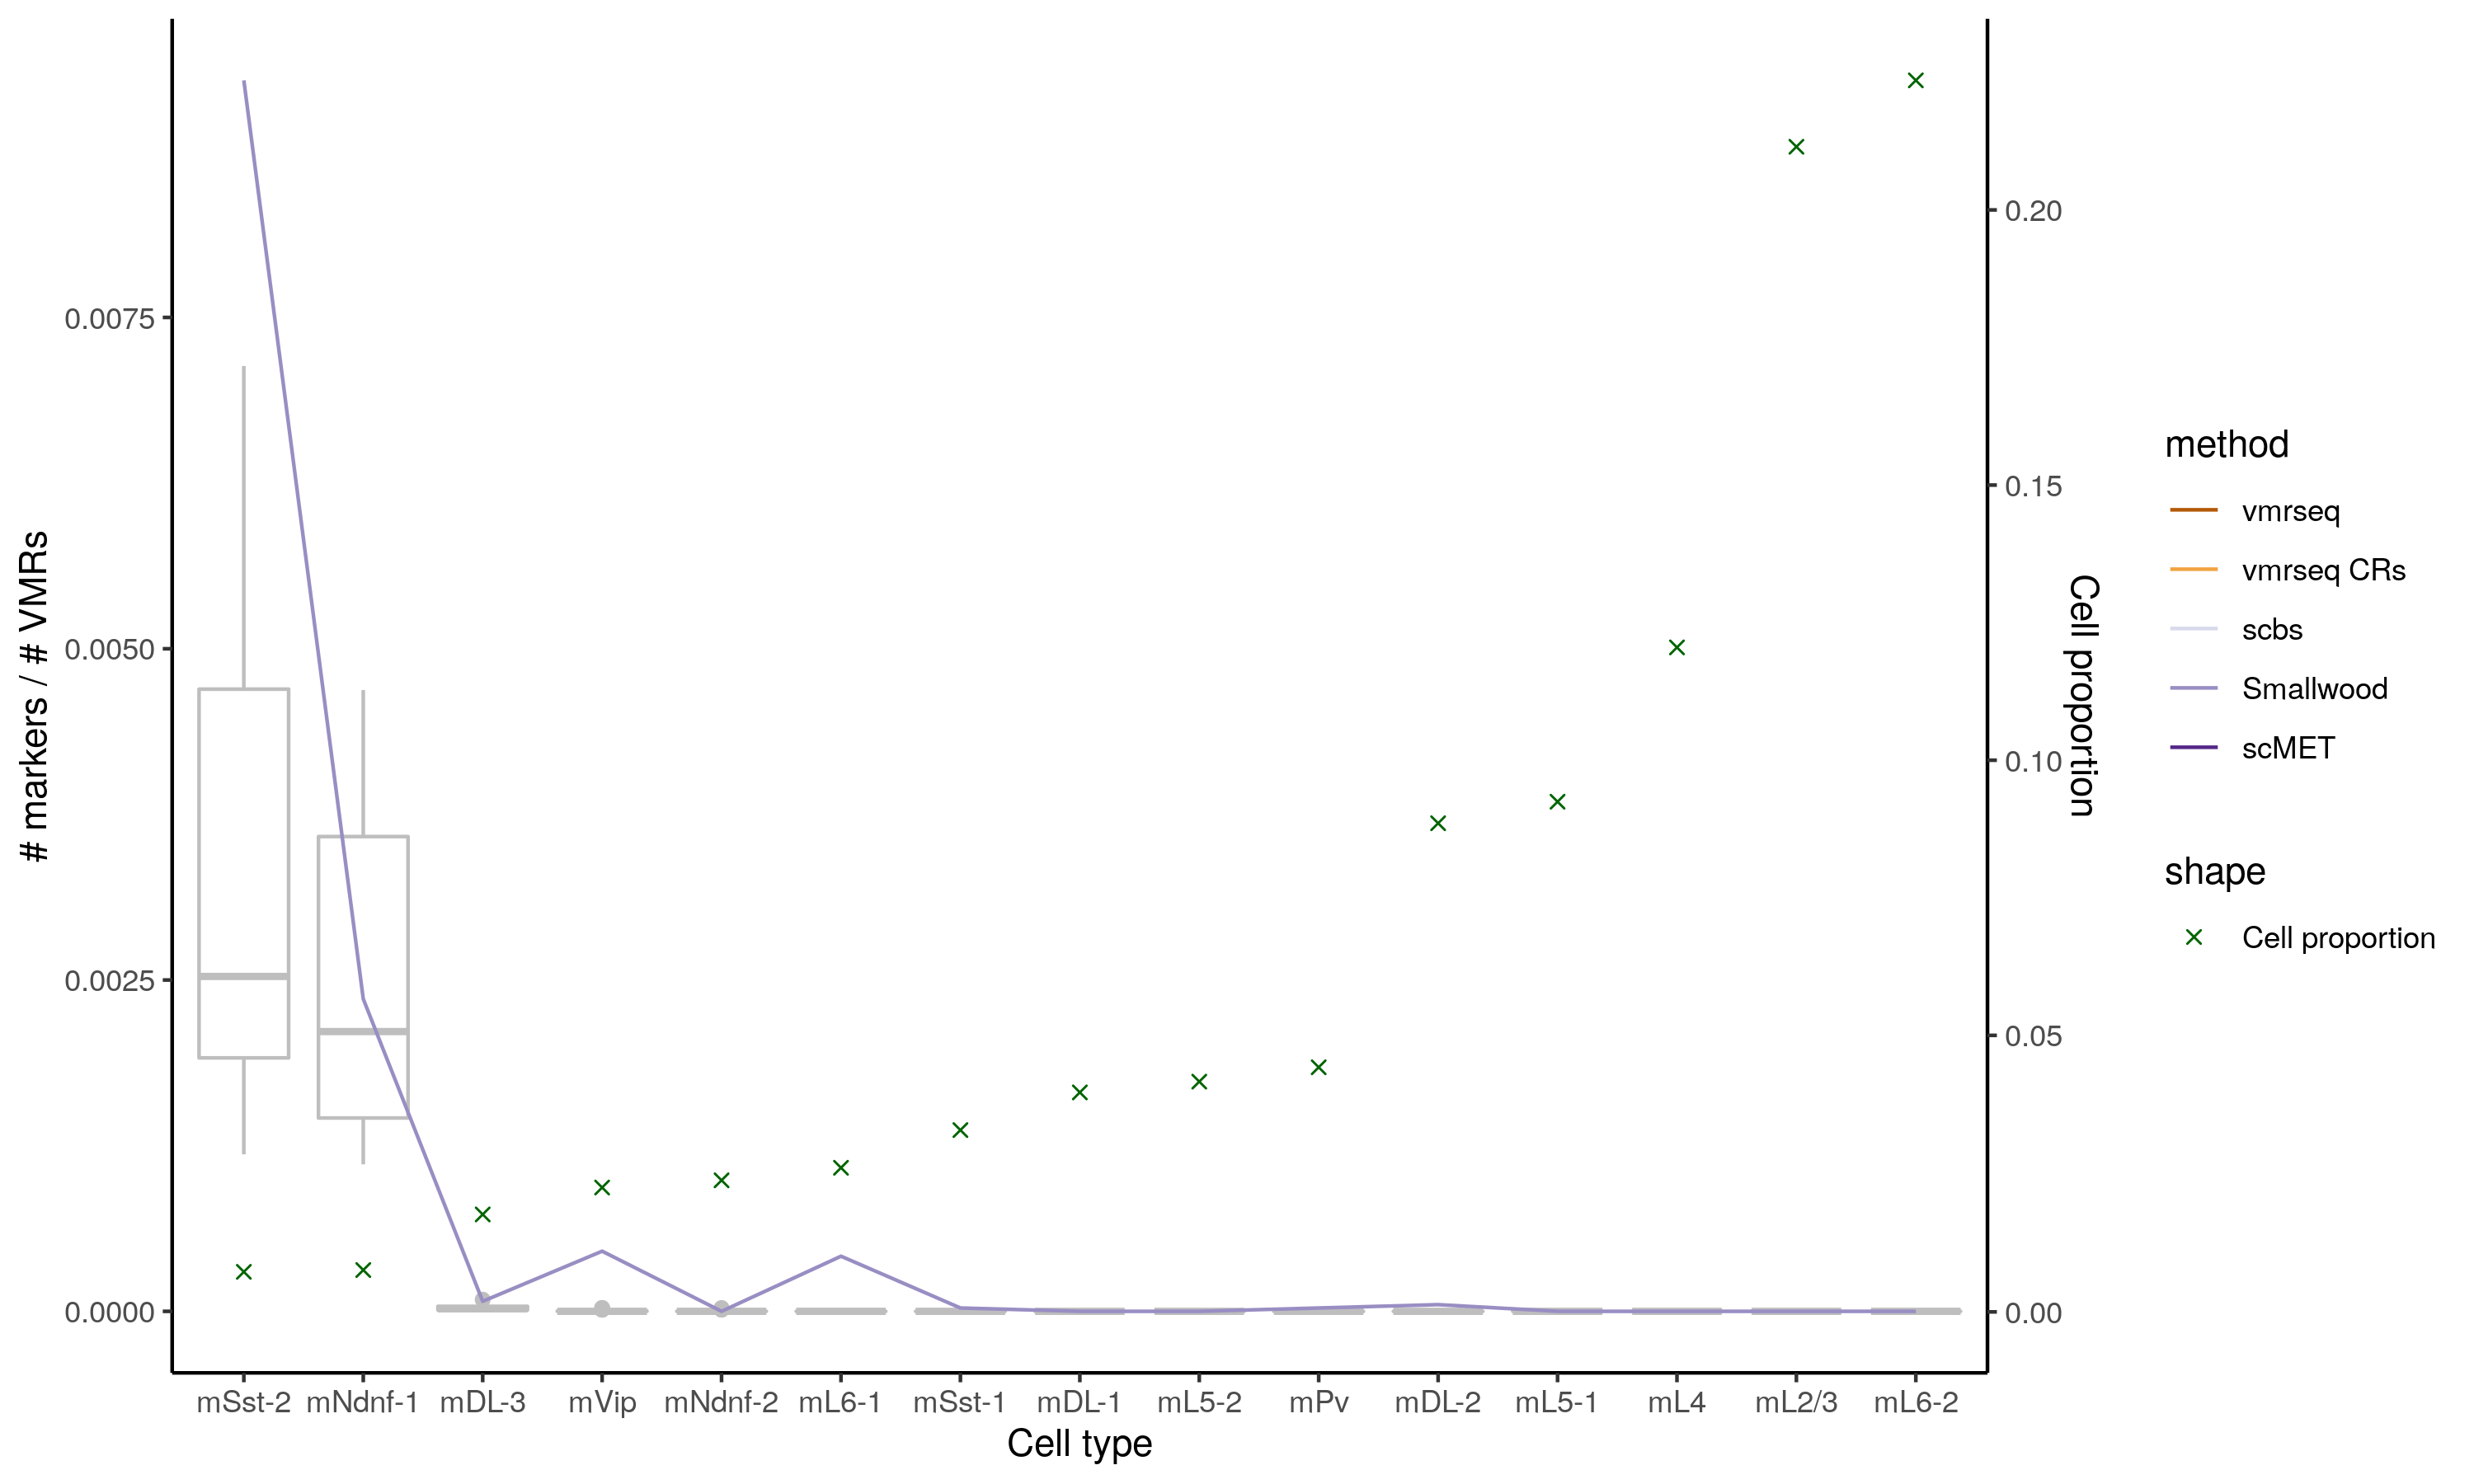 # markers / # VMRs
0.0075
0.0050
0.0025
0.0000
mSst-2 mNdnf-1 mDL-3 mVip mNdnf-2 mL6-1 mSst-1 mDL-1 mL5-2 mPv mDL-2 mL5-1 mL4 mL2/3 mL6-2
Cell type
0.20
0.15
0.10
0.05
0.00
Cell proportion
method
vmrseq
vmrseq CRs
scbs
Smallwood
scMET
shape
Cell proportion